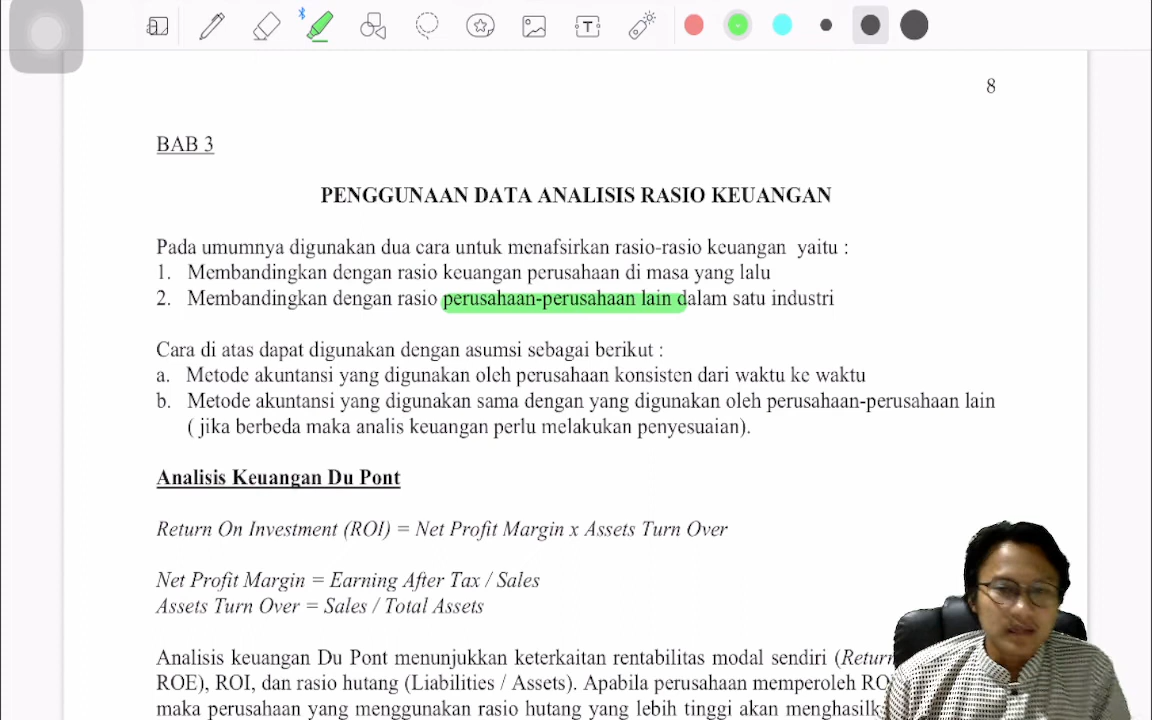 8
BAB 3
PENGGUNAAN DATA ANALISIS RASIO KEUANGAN
Pada umumnya digunakan dua cara untuk menafsirkan rasio-rasio keuangan yaitu :
1. Membandingkan dengan rasio keuangan perusahaan di masa yang lalu
2. Membandingkan dengan rasio perusahaan-perusahaan lain dalam satu industri
Cara di atas dapat digunakan dengan asumsi sebagai berikut :
a. Metode akuntansi yang digunakan oleh perusahaan konsisten dari waktu ke waktu
b. Metode akuntansi yang digunakan sama dengan yang digunakan oleh perusahaan-perusahaan lain
( jika berbeda maka analis keuangan perlu melakukan penyesuaian).
Analisis Keuangan Du Pont
Return On Investment (ROI) = Net Profit Margin x Assets Turn Over
Net Profit Margin = Earning After Tax / Sales
Assets Turn Over = Sales / Total Assets
Analisis keuangan Du Pont menunjukkan keterkaitan rentabilitas modal sendiri (Return
ROE), ROI, dan rasio hutang (Liabilities / Assets). Apabila perusahaan memperoleh
maka perusahaan yang menggunakan rasio hutang yang lebih tinggi akan